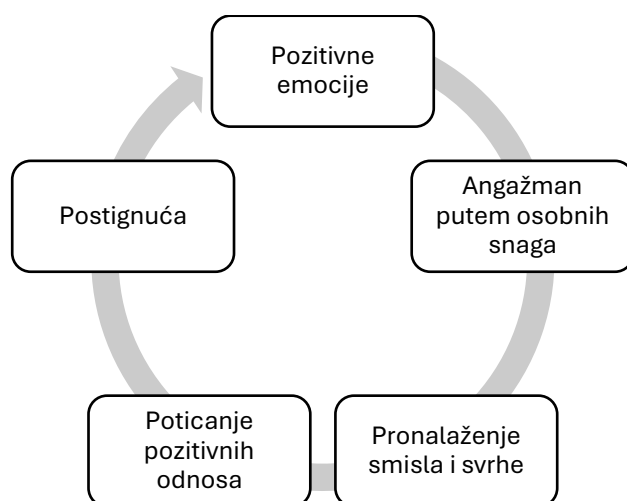 Pozitivne
emocije
Angažman
putem osobnih
snaga
Pronalaženje
smisla i svrhe
Poticanje
pozitivnih
odnosa
Postignuća